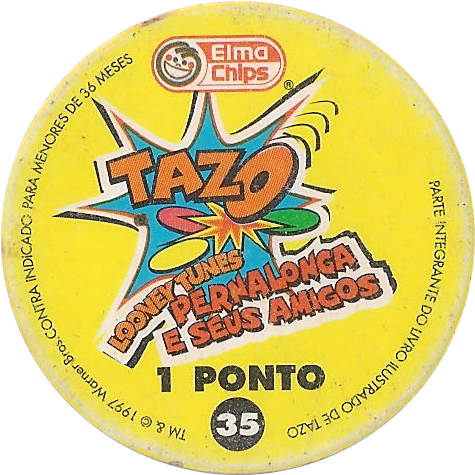 Elma
Chips
®
CONTRA INDICADO PARA MENORES DE 36 MESES
TAZO
LOONEY TUNES
PERNALONGA
E SEUS AMIGOS
1 PONTO
35
TM & © 1997 Warner Bros.
PARTE INTEGRANTE DO LIVRO ILUSTRADO DE TAZO